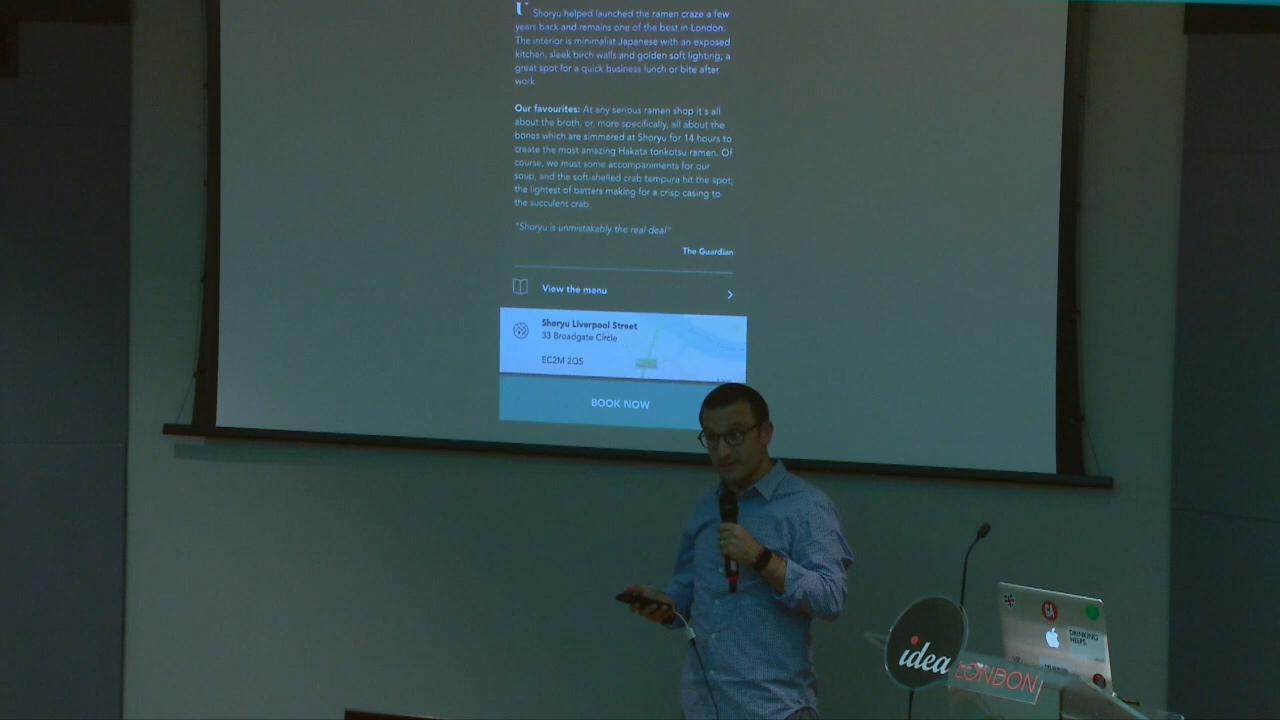 Shoryu helped launched the ramen craze a few
years back and remains one of the best in London.
The interior is minimalist Japanese with an exposed
kitchen, sleek birch walls and golden soft lighting; a
great spot for a quick business lunch or bite after
work.
Our favourites: At any serious ramen shop it's all
about the broth, or, more specifically, all about the
bones which are simmered at Shoryu for 14 hours to
create the most amazing Hakata tonkotsu ramen. Of
course, we must some accompaniments for our
soup, and the soft-shelled crab tempura hit the spot;
the lightest of batters making for a crisp casing to
the succulent crab.
"Shoryu is unmistakably the real deal"
The Guardian
View the menu
Shoryu Liverpool Street
33 Broadgate Circle
EC2M 2QS
BOOK NOW
GA
DRINKING
HELPS.
idea
LONDON